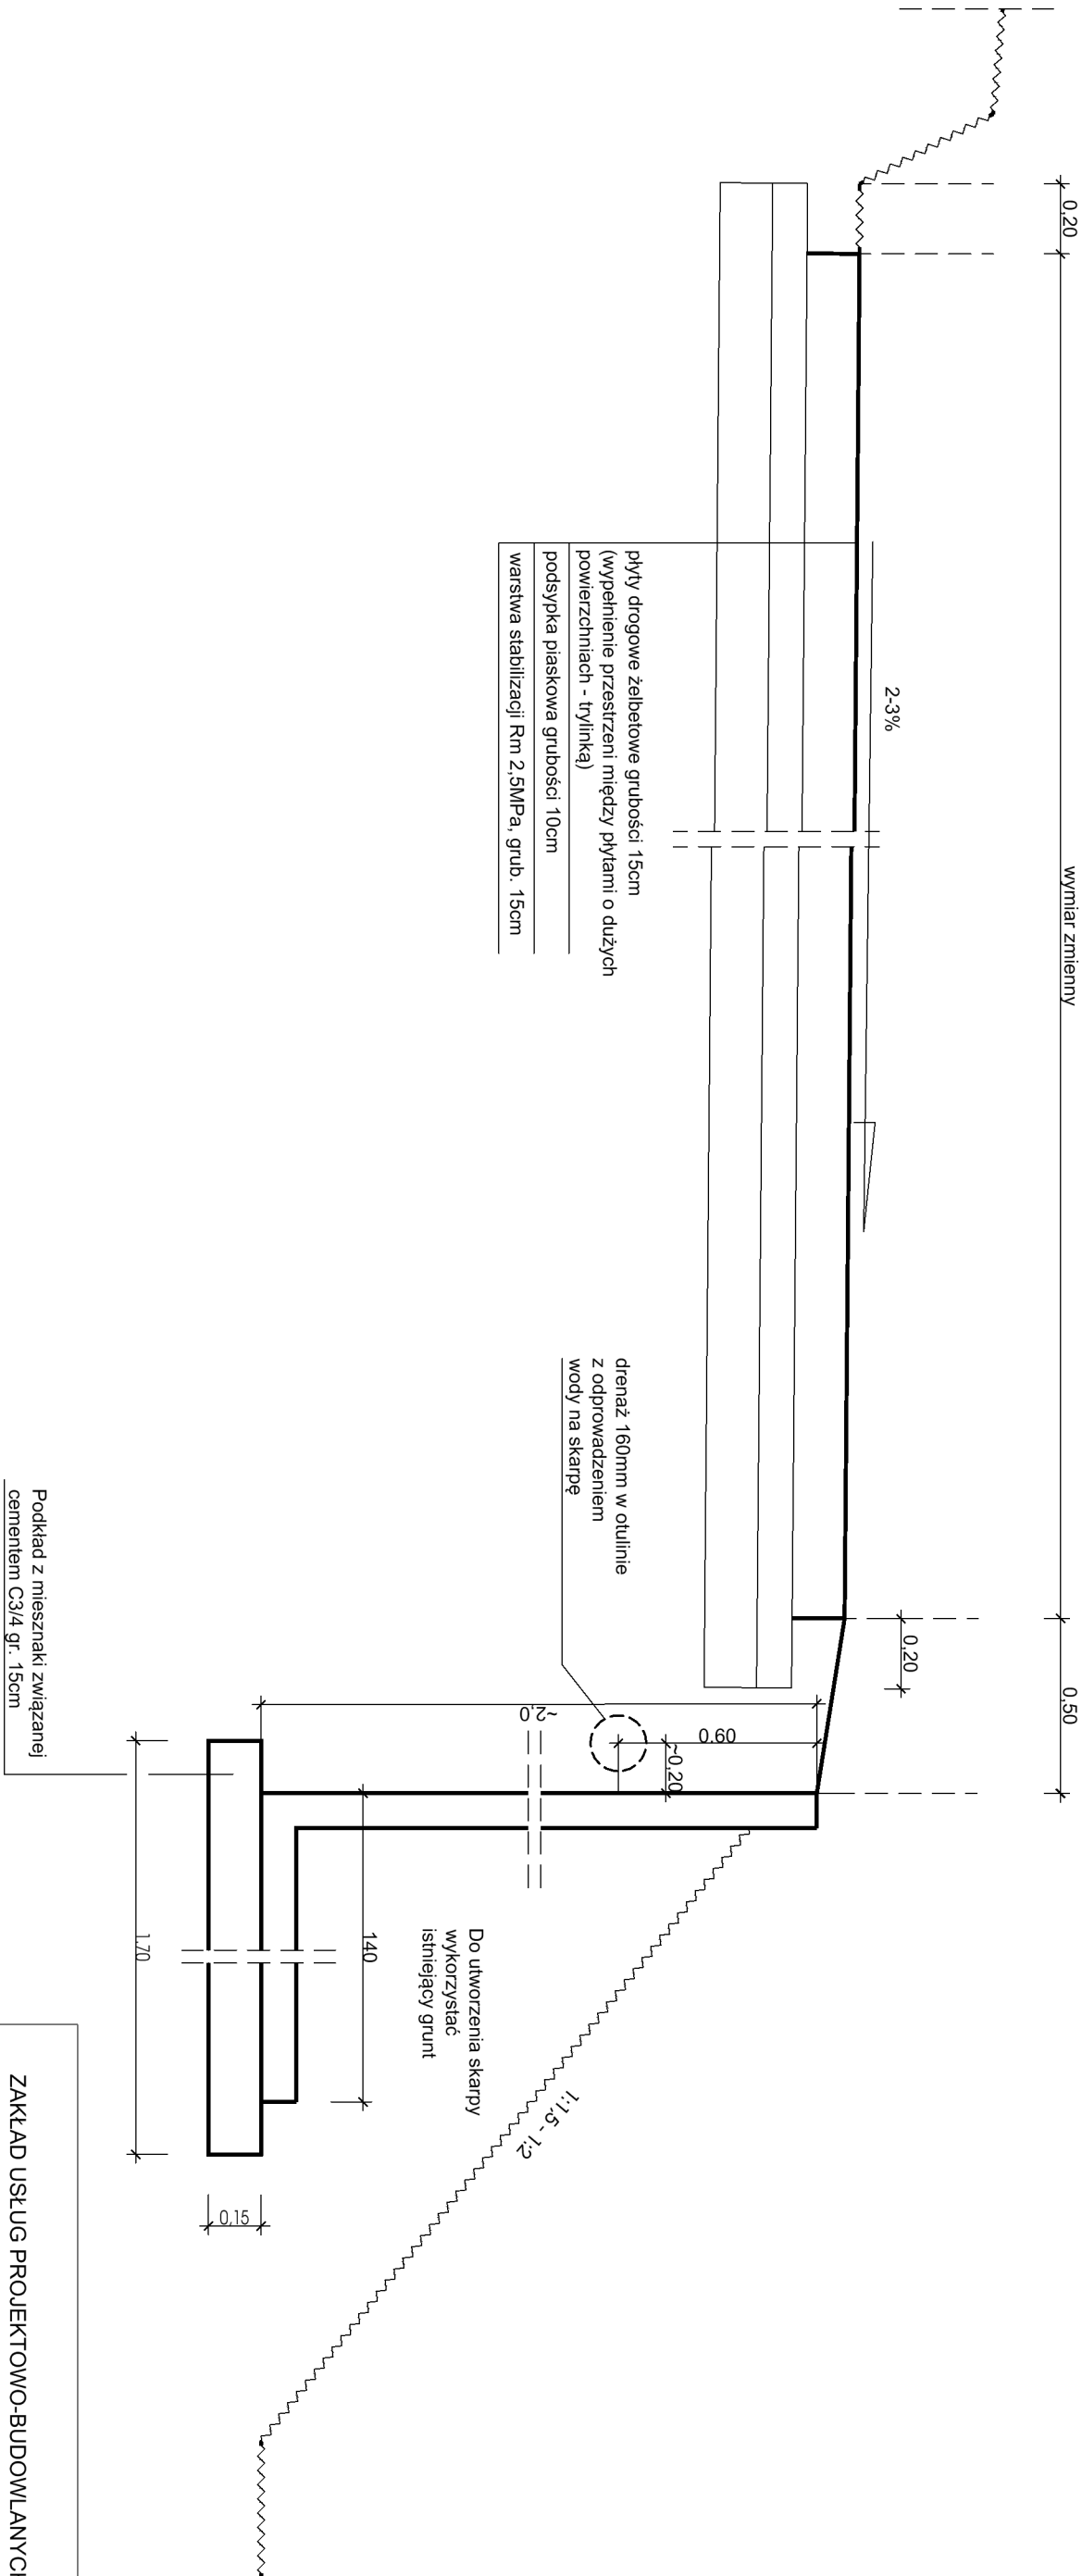 0,20
wymiar zmienny
0,50
2-3%
0,20
płyty drogowe żelbetowe grubości 15cm
(wypełnienie przestrzeni między płytami o dużych
powierzchniach - trylinką)
podsypka piaskowa grubości 10cm
warstwa stabilizacji Rm 2,5MPa, grub. 15cm
drenaż 160mm w otulinie
z odprowadzeniem
wody na skarpę
0.60
~0,20
~2,0
Do utworzenia skarpy
wykorzystać
istniejący grunt
1:1,5 - 1:2
140
1,70
0,15
Podkład z miesznaki związanej
cementem C3/4 gr. 15cm
ZAKŁAD USŁUG PROJEKTOWO-BUDOWLANYCH